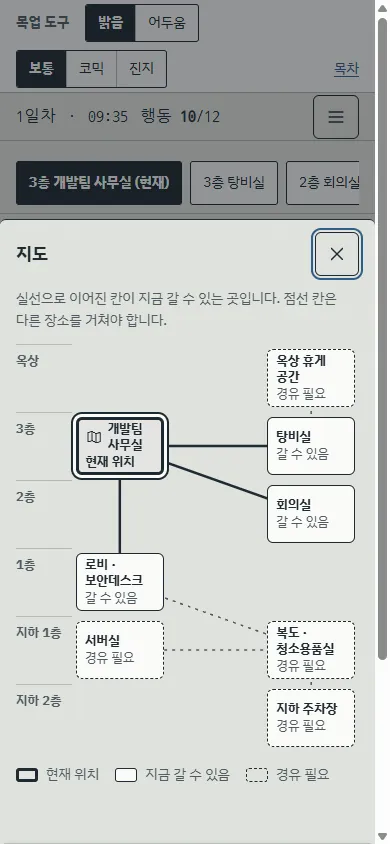 목업 도구 밝음 어두움
보통 코믹 진지 목차
1일차 · 09:35 행동 10/12
3층 개발팀 사무실 (현재) 3층 탕비실 2층 회의실
지도
실선으로 이어진 칸이 지금 갈 수 있는 곳입니다. 점선 칸은
다른 장소를 거쳐야 합니다.
옥상
옥상 휴게
공간
경유 필요
3층
개발팀
사무실
현재 위치
탕비실
갈 수 있음
2층
회의실
갈 수 있음
1층
로비 ·
보안데스크
갈 수 있음
지하 1층
서버실
경유 필요
복도 ·
청소용품실
경유 필요
지하 2층
지하 주차장
경유 필요
현재 위치 지금 갈 수 있음 경유 필요